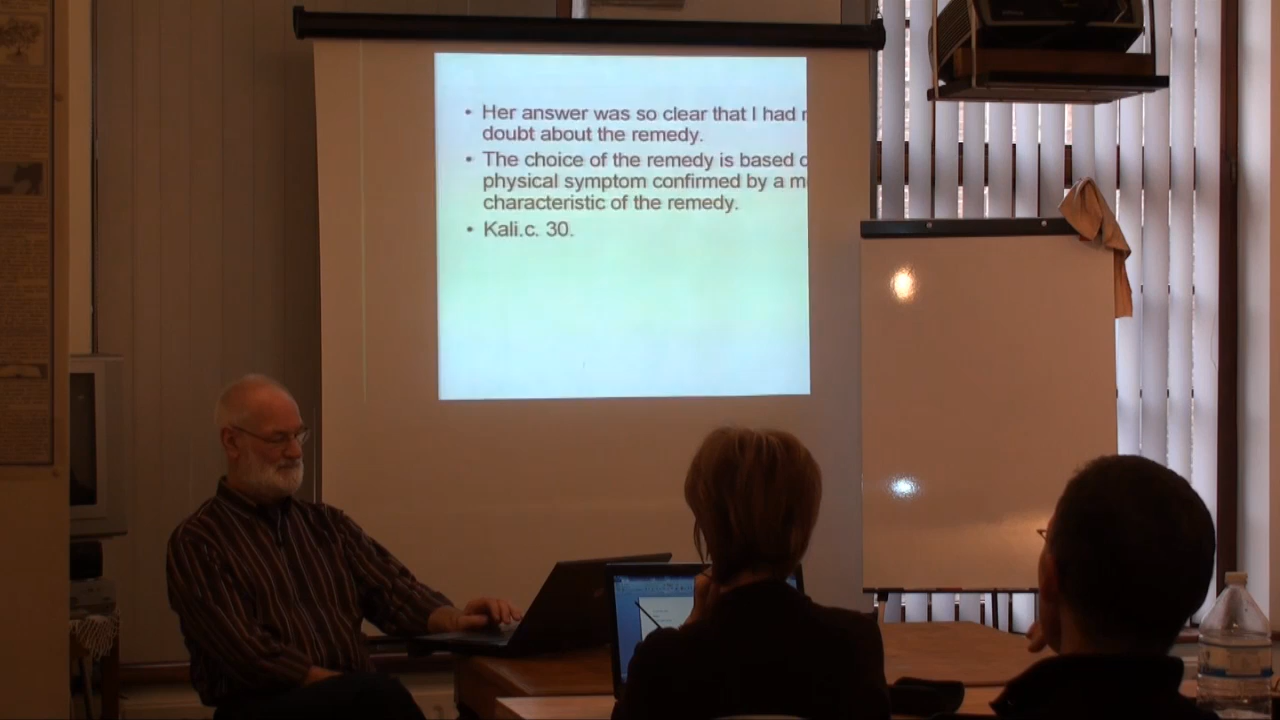 • Her answer was so clear that I had
doubt about the remedy.
• The choice of the remedy is based
physical symptom confirmed by a
characteristic of the remedy.
• Kali.c. 30.